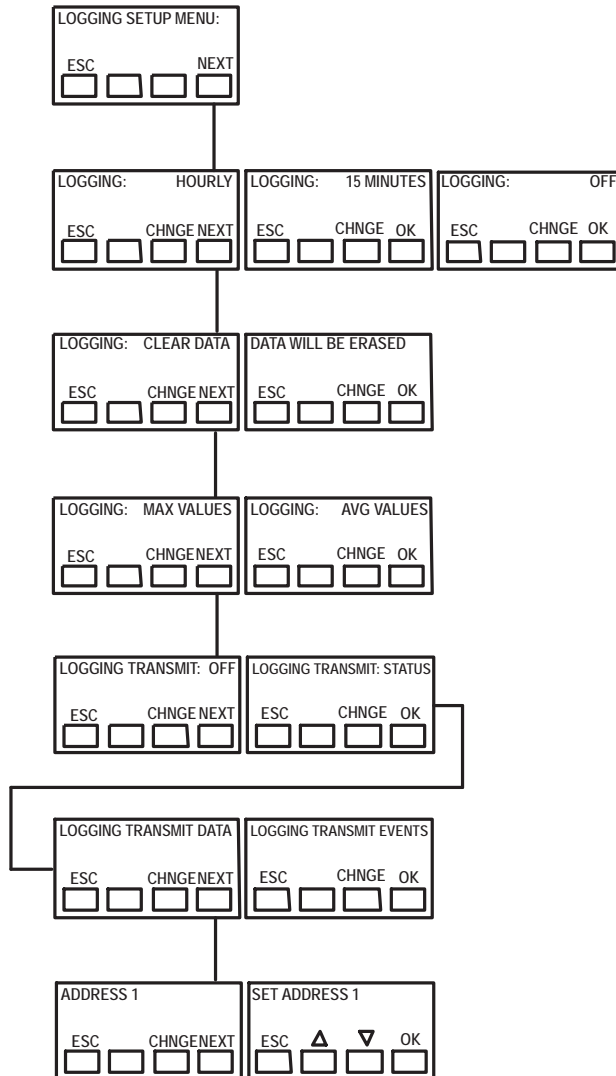 LOGGING SETUP MENU:
ESC NEXT
LOGGING: HOURLY
ESC CHNGE NEXT
LOGGING: 15 MINUTES
ESC CHNGE OK
LOGGING: OFF
ESC CHNGE OK
LOGGING: CLEAR DATA
ESC CHNGE NEXT
DATA WILL BE ERASED
ESC CHNGE OK
LOGGING: MAX VALUES
ESC CHNGE NEXT
LOGGING: AVG VALUES
ESC CHNGE OK
LOGGING TRANSMIT: OFF
ESC CHNGE NEXT
LOGGING TRANSMIT: STATUS
ESC CHNGE OK
LOGGING TRANSMIT DATA
ESC CHNGE NEXT
LOGGING TRANSMIT EVENTS
ESC CHNGE OK
ADDRESS 1
ESC CHNGE NEXT
SET ADDRESS 1
ESC OK